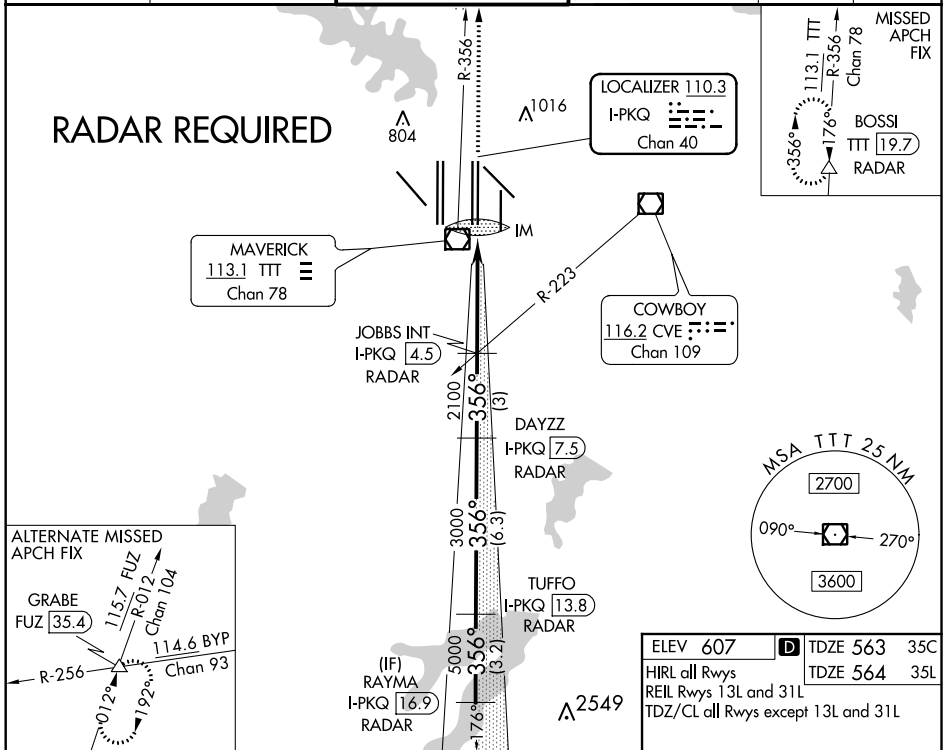 RADAR REQUIRED
R-356
804
1016
LOCALIZER 110.3
I-PKQ
Chan 40
MISSED
APCH
FIX
113.1 TTT
R-356
Chan 78
356°
176°
BOSSI
TTT 19.7
RADAR
IM
MAVERICK
113.1 TTT
Chan 78
R-223
COWBOY
116.2 CVE
Chan 109
JOBBS INT
I-PKQ 4.5
RADAR
2100
356°
(3)
DAYZZ
I-PKQ 7.5
RADAR
3000
356°
(6.3)
TUFFO
I-PKQ 13.8
RADAR
5000
356°
(3.2)
(IF)
RAYMA
I-PKQ 16.9
RADAR
176°
2549
MSA TTT 25 NM
2700
090°
270°
3600
ALTERNATE MISSED
APCH FIX
115.7 FUZ
R-012
Chan 104
GRABE
FUZ 35.4
114.6 BYP
Chan 93
R-256
012°
192°
ELEV 607 D TDZE 563 35C
TDZE 564 35L
HIRL all Rwys
REIL Rwys 13L and 31L
TDZ/CL all Rwys except 13L and 31L